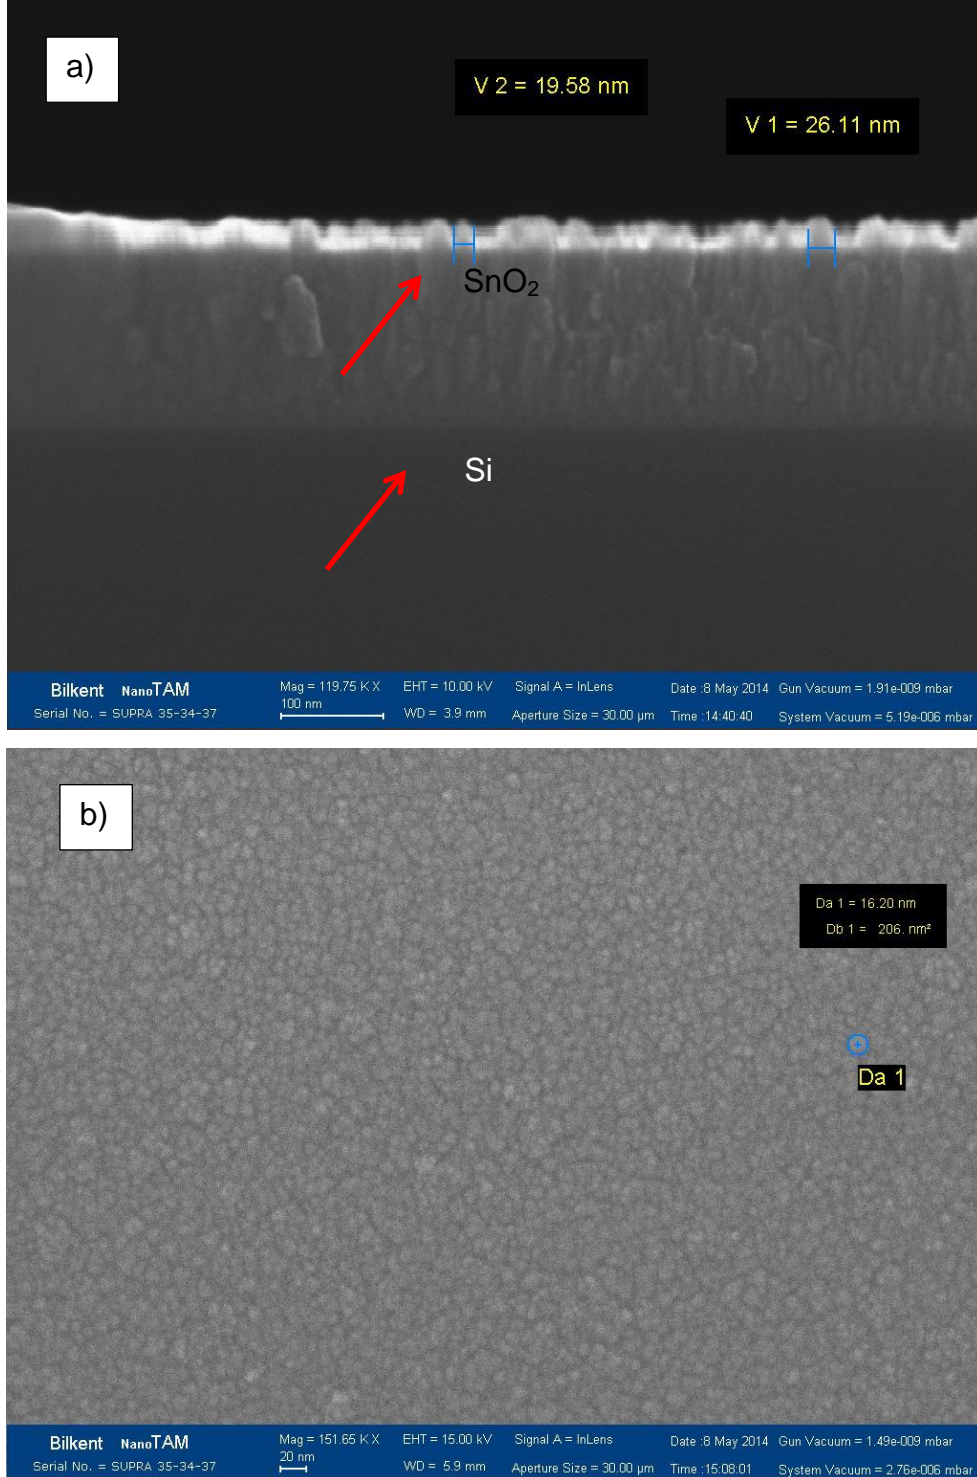 a)
V 2 = 19.58 nm
V 1 = 26.11 nm
SnO₂
Si
Bilkent NanoTAM
Serial No. = SUPRA 35-34-37
Mag = 119.75 K X
100 nm
EHT = 10.00 kV
WD = 3.9 mm
Signal A = InLens
Aperture Size = 30.00 µm
Date :8 May 2014
Time :14:40:40
Gun Vacuum = 1.91e-009 mbar
System Vacuum = 5.19e-006 mbar
b)
Da 1 = 16.20 nm
Db 1 = 206. nm²
Da 1
Bilkent NanoTAM
Serial No. = SUPRA 35-34-37
Mag = 151.65 K X
20 nm
EHT = 15.00 kV
WD = 5.9 mm
Signal A = InLens
Aperture Size = 30.00 µm
Date :8 May 2014
Time :15:08:01
Gun Vacuum = 1.49e-009 mbar
System Vacuum = 2.76e-006 mbar